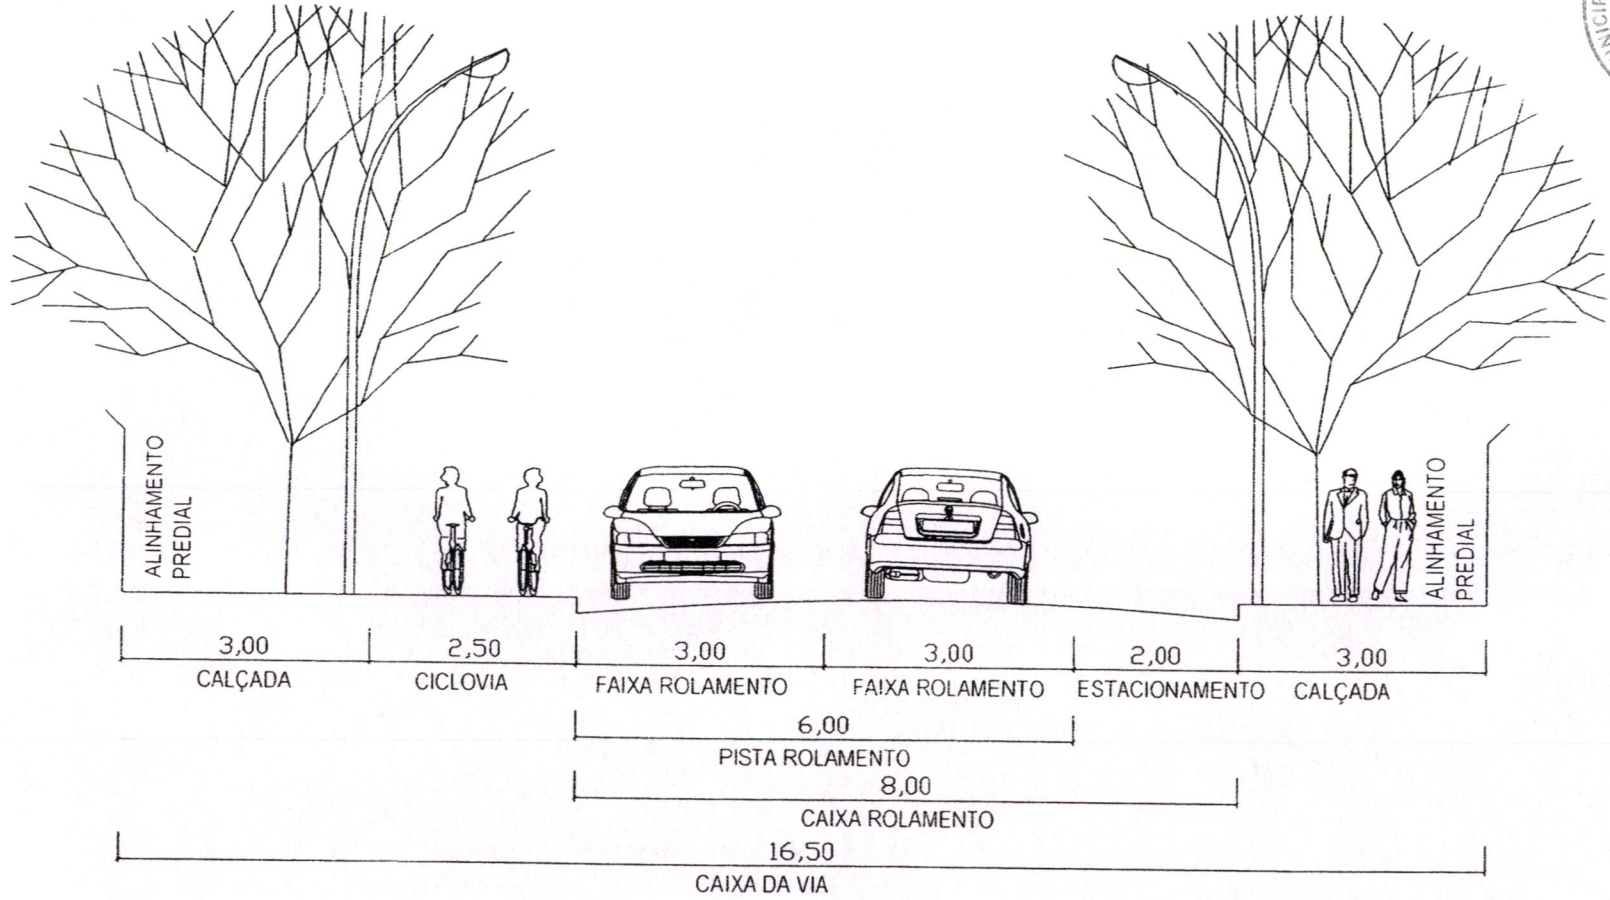 ALINHAMENTO
PREDIAL
ALINHAMENTO
PREDIAL
3,00 2,50 3,00 3,00 2,00 3,00
CALÇADA CICLOVIA FAIXA ROLAMENTO FAIXA ROLAMENTO ESTACIONAMENTO CALÇADA
6,00
PISTA ROLAMENTO
8,00
CAIXA ROLAMENTO
16,50
CAIXA DA VIA